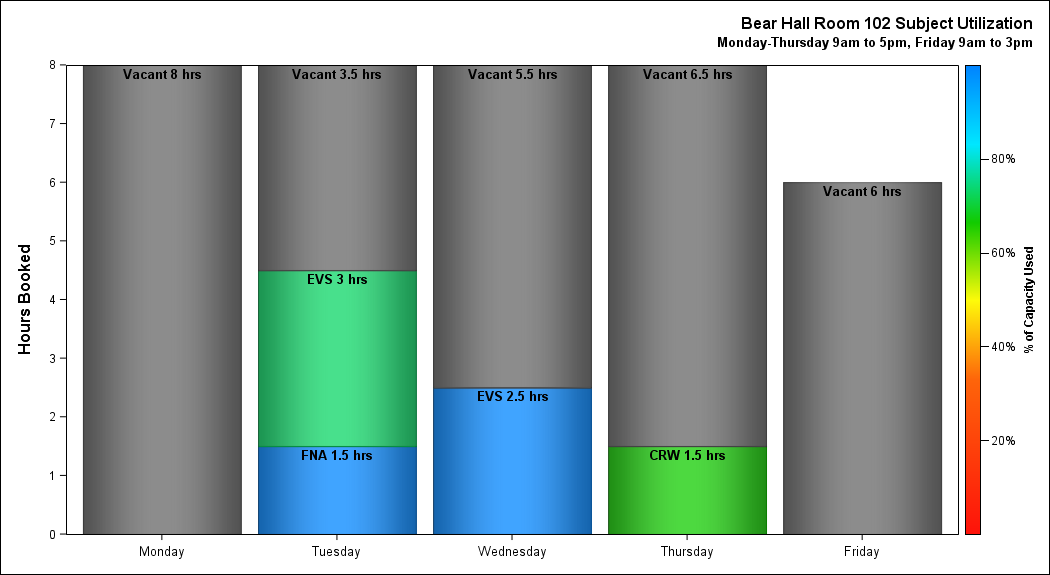 Bear Hall Room 102 Subject Utilization
Monday-Thursday 9am to 5pm, Friday 9am to 3pm
Hours Booked
8
7
6
5
4
3
2
1
0
Vacant 8 hrs
Vacant 3.5 hrs
EVS 3 hrs
FNA 1.5 hrs
Vacant 5.5 hrs
EVS 2.5 hrs
Vacant 6.5 hrs
CRW 1.5 hrs
Vacant 6 hrs
Monday
Tuesday
Wednesday
Thursday
Friday
80%
60%
40%
20%
% of Capacity Used